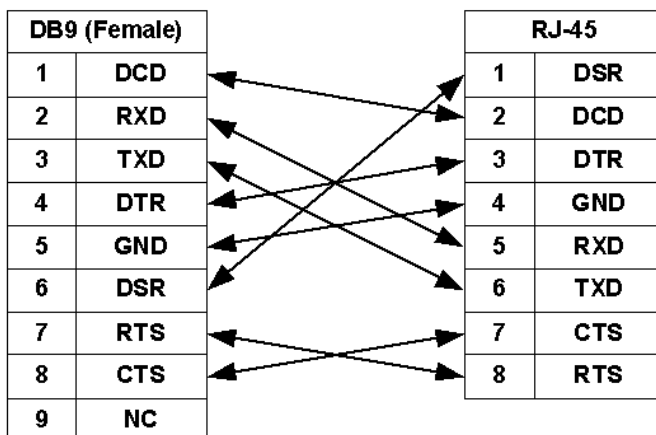 DB9 (Female) RJ-45
1 DCD 1 DSR
2 RXD 2 DCD
3 TXD 3 DTR
4 DTR 4 GND
5 GND 5 RXD
6 DSR 6 TXD
7 RTS 7 CTS
8 CTS 8 RTS
9 NC